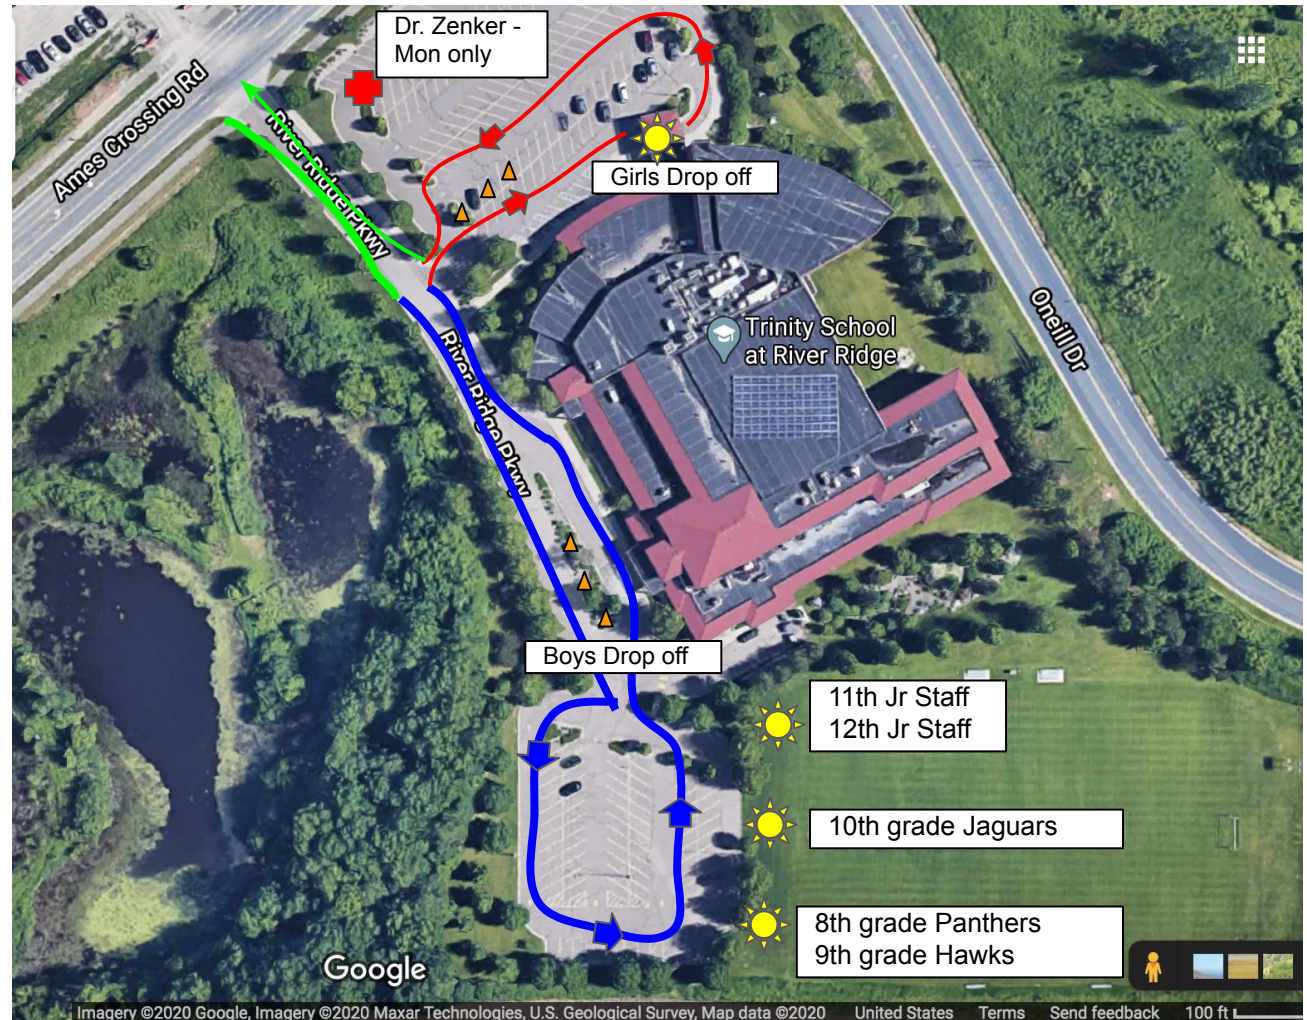 Dr. Zenker -
Mon only
Ames Crossing Rd
River Ridge Pkwy
Girls Drop off
Trinity School
at River Ridge
Oneill Dr
River Ridge Pkwy
Boys Drop off
11th Jr Staff
12th Jr Staff
10th grade Jaguars
8th grade Panthers
9th grade Hawks
Google
Imagery ©2020 Google, Imagery ©2020 Maxar Technologies, U.S. Geological Survey, Map data ©2020 United States Terms Send feedback 100 ft